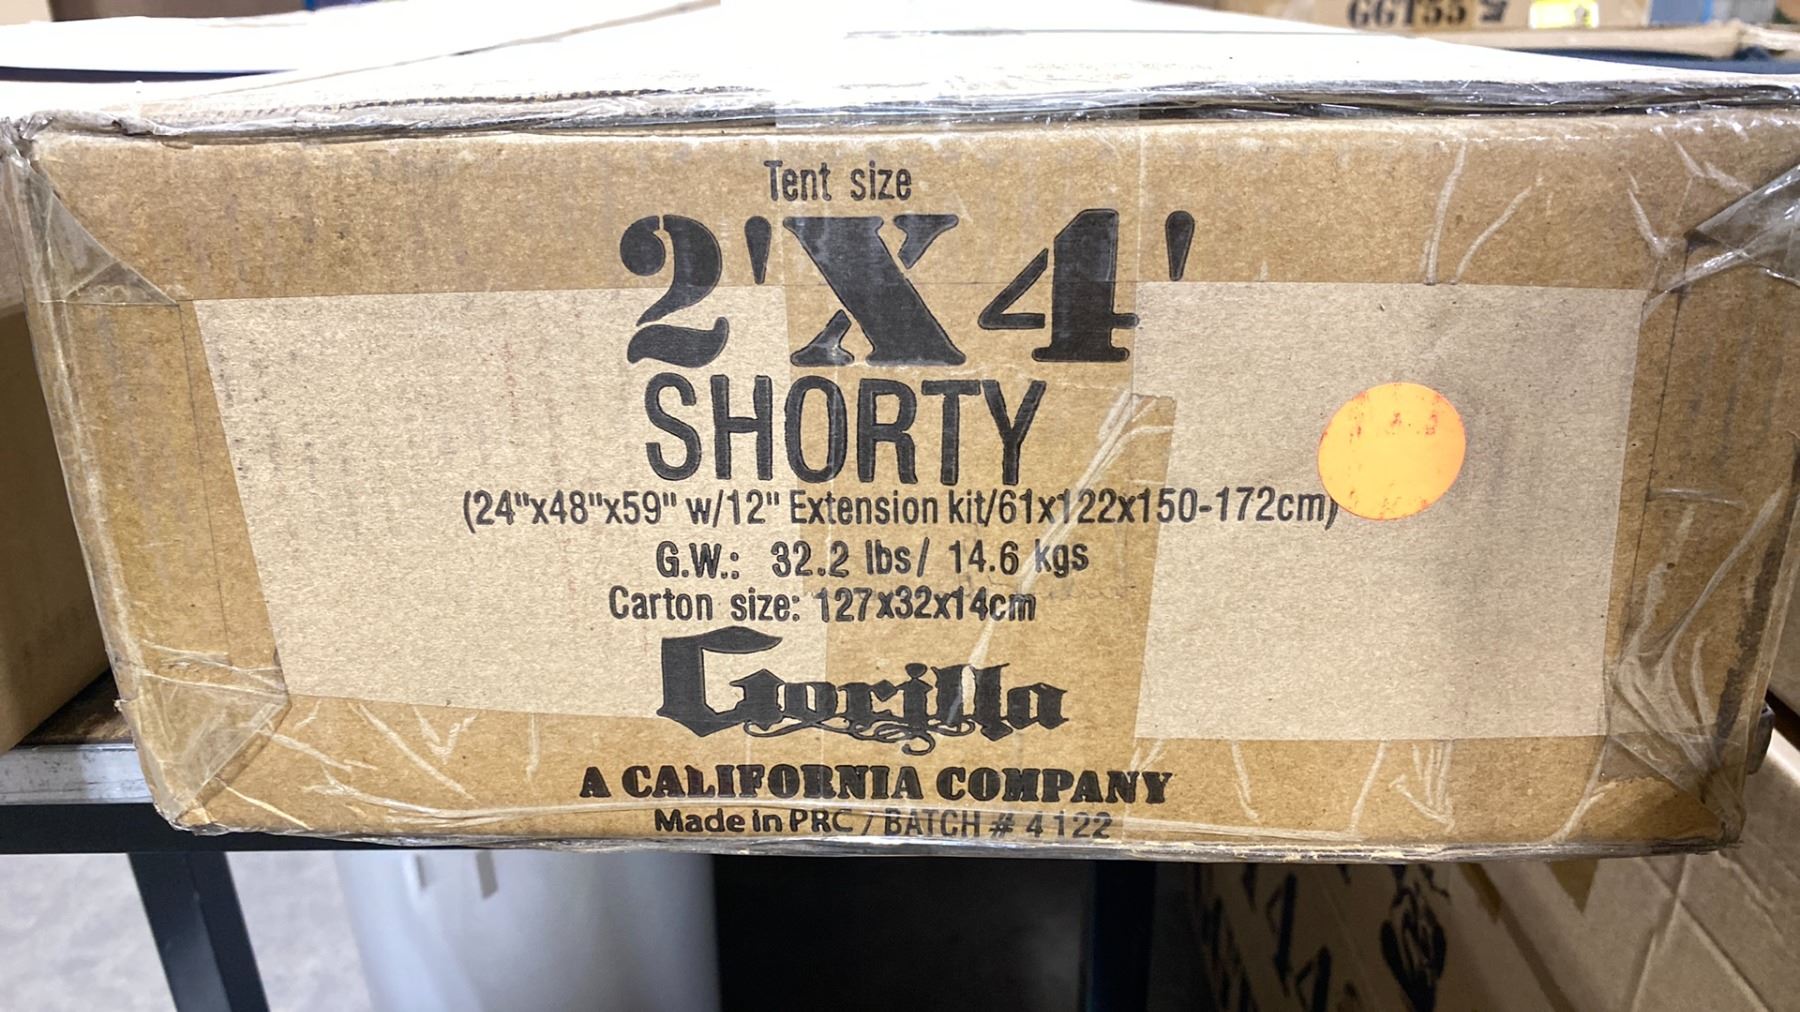 GGT55
Tent size
2'X4'
SHORTY
(24"x48"x59" w/12" Extension kit/61x122x150-172cm)
G.W.: 32.2 lbs/ 14.6 kgs
Carton size: 127x32x14cm
Gorilla
A CALIFORNIA COMPANY
Made in PRC / BATCH # 4122